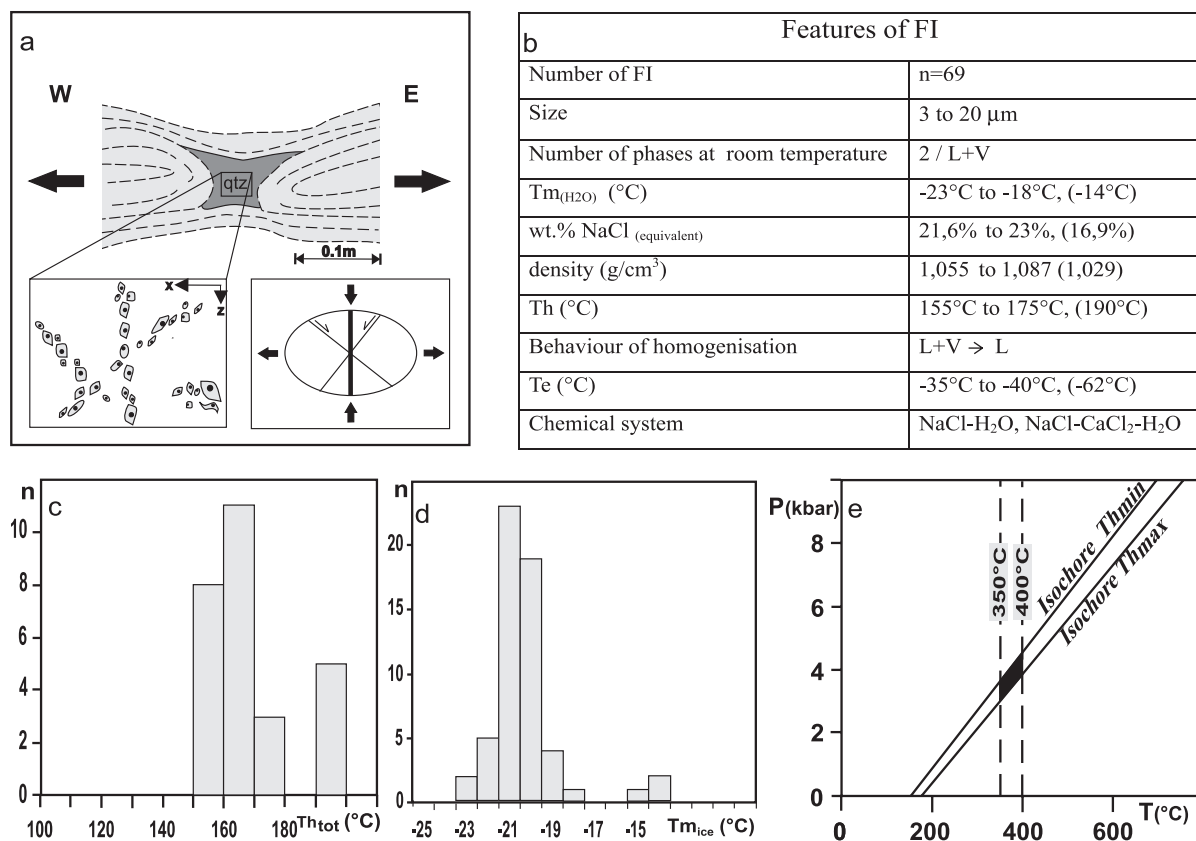 a
W
E
qtz
0.1m
x
z
b
Features of FI
Number of FI n=69
Size 3 to 20 μm
Number of phases at room temperature 2 / L+V
Tm(H2O) (°C) -23°C to -18°C, (-14°C)
wt.% NaCl (equivalent) 21,6% to 23%, (16,9%)
density (g/cm³) 1,055 to 1,087 (1,029)
Th (°C) 155°C to 175°C, (190°C)
Behaviour of homogenisation L+V → L
Te (°C) -35°C to -40°C, (-62°C)
Chemical system NaCl-H₂O, NaCl-CaCl₂-H₂O
n
c
10
8
6
4
2
0
100 120 140 160 180 Thtot (°C)
n
d
20
15
10
5
0
-25 -23 -21 -19 -17 -15 Tmice (°C)
P(kbar)
e
8
6
4
2
0
350°C
400°C
Isochore Thmin
Isochore Thmax
0 200 400 600 T(°C)